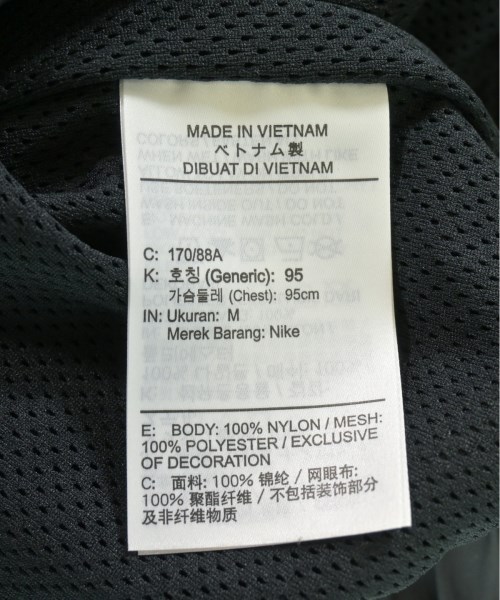 MADE IN VIETNAM
ベトナム製
DIBUAT DI VIETNAM
C: 170/88A
K: 호칭 (Generic): 95
가슴둘레 (Chest): 95cm
IN: Ukuran: M
Merek Barang: Nike
E: BODY: 100% NYLON / MESH:
100% POLYESTER / EXCLUSIVE
OF DECORATION
C: 面料: 100% 锦纶 / 网眼布:
100% 聚酯纤维 / 不包括装饰部分
及非纤维物质